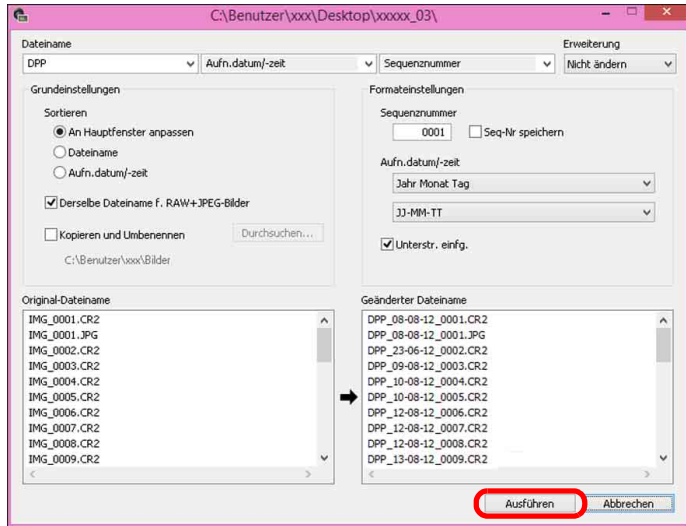 C:\Benutzer\xxx\Desktop\xxxxx_03\
Dateiname
Erweiterung
DPP
Aufn.datum/-zeit
Sequenznummer
Nicht ändern
Grundeinstellungen
Sortieren
An Hauptfenster anpassen
Dateiname
Aufn.datum/-zeit
Derselbe Dateiname f. RAW+JPEG-Bilder
Kopieren und Umbenennen
Durchsuchen...
C:\Benutzer\xxx\Bilder
Formateinstellungen
Sequenznummer
0001
Seq-Nr speichern
Aufn.datum/-zeit
Jahr Monat Tag
JJ-MM-TT
Unterstr. einfg.
Original-Dateiname
IMG_0001.CR2
IMG_0001.JPG
IMG_0002.CR2
IMG_0003.CR2
IMG_0004.CR2
IMG_0005.CR2
IMG_0006.CR2
IMG_0007.CR2
IMG_0008.CR2
IMG_0009.CR2
Geänderter Dateiname
DPP_08-08-12_0001.CR2
DPP_08-08-12_0001.JPG
DPP_23-06-12_0002.CR2
DPP_09-08-12_0003.CR2
DPP_10-08-12_0004.CR2
DPP_10-08-12_0005.CR2
DPP_12-08-12_0006.CR2
DPP_12-08-12_0007.CR2
DPP_12-08-12_0008.CR2
DPP_13-08-12_0009.CR2
Ausführen
Abbrechen